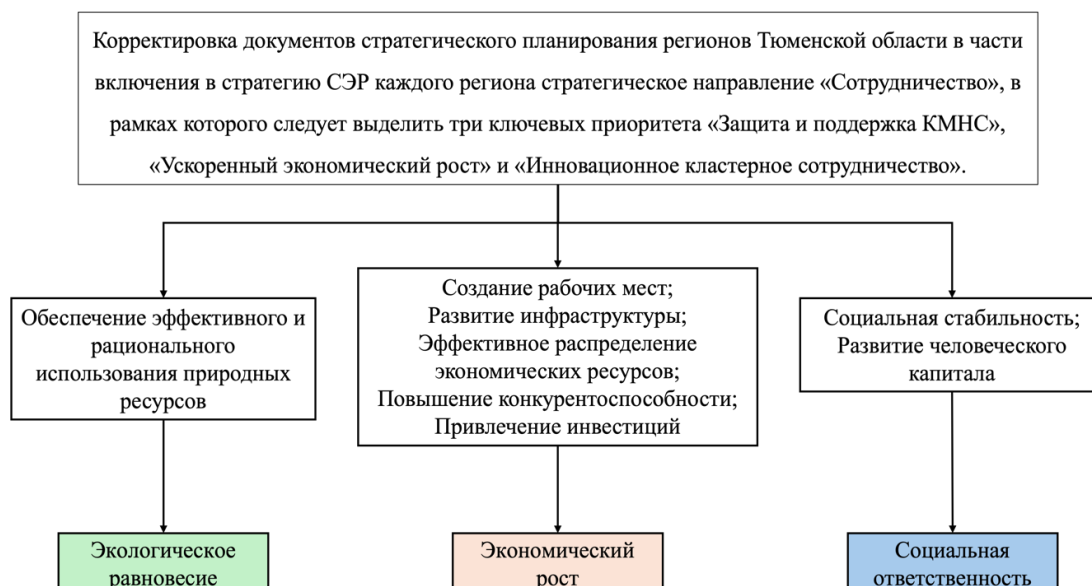 Корректировка документов стратегического планирования регионов Тюменской области в части
включения в стратегию СЭР каждого региона стратегическое направление «Сотрудничество», в
рамках которого следует выделить три ключевых приоритета «Защита и поддержка КМНС»,
«Ускоренный экономический рост» и «Инновационное кластерное сотрудничество».
Обеспечение эффективного и
рационального
использования природных
ресурсов
Создание рабочих мест;
Развитие инфраструктуры;
Эффективное распределение
экономических ресурсов;
Повышение конкурентоспособности;
Привлечение инвестиций
Социальная стабильность;
Развитие человеческого
капитала
Экологическое
равновесие
Экономический
рост
Социальная
ответственность